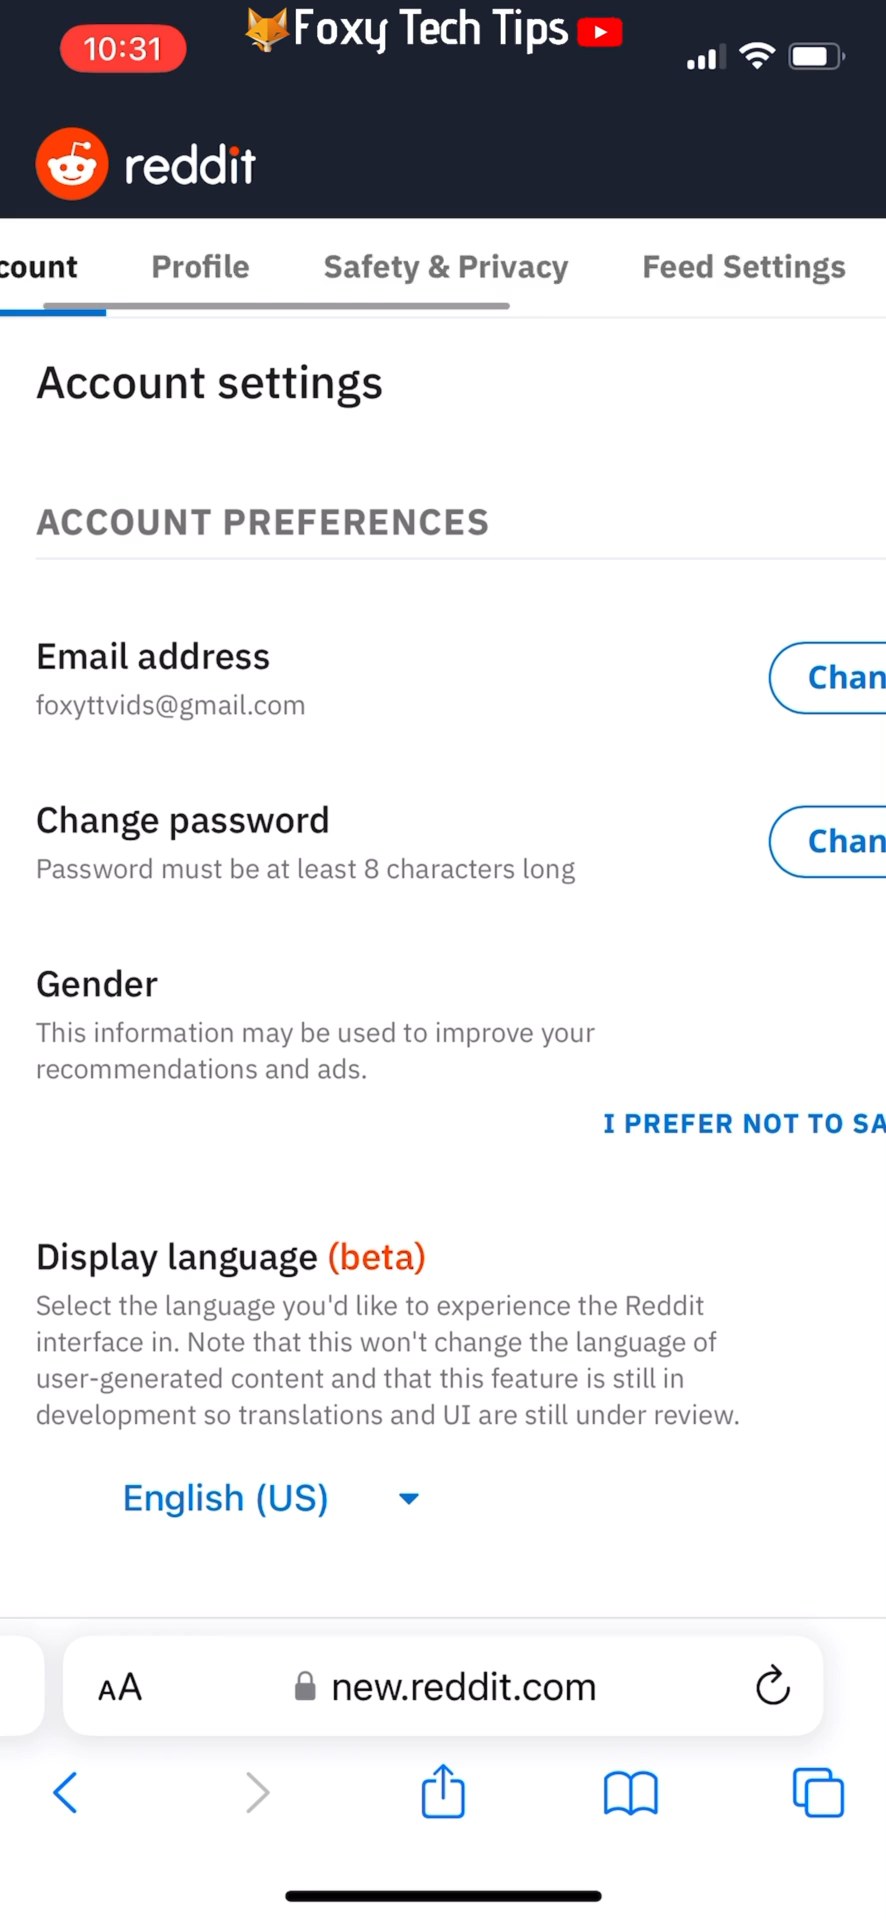 10:31
Foxy Tech Tips
reddit
count Profile Safety & Privacy Feed Settings
Account settings
ACCOUNT PREFERENCES
Email address
foxyttvids@gmail.com
Chan
Change password
Password must be at least 8 characters long
Chan
Gender
This information may be used to improve your
recommendations and ads.
I PREFER NOT TO SA
Display language (beta)
Select the language you'd like to experience the Reddit
interface in. Note that this won't change the language of
user-generated content and that this feature is still in
development so translations and UI are still under review.
English (US)
AA new.reddit.com